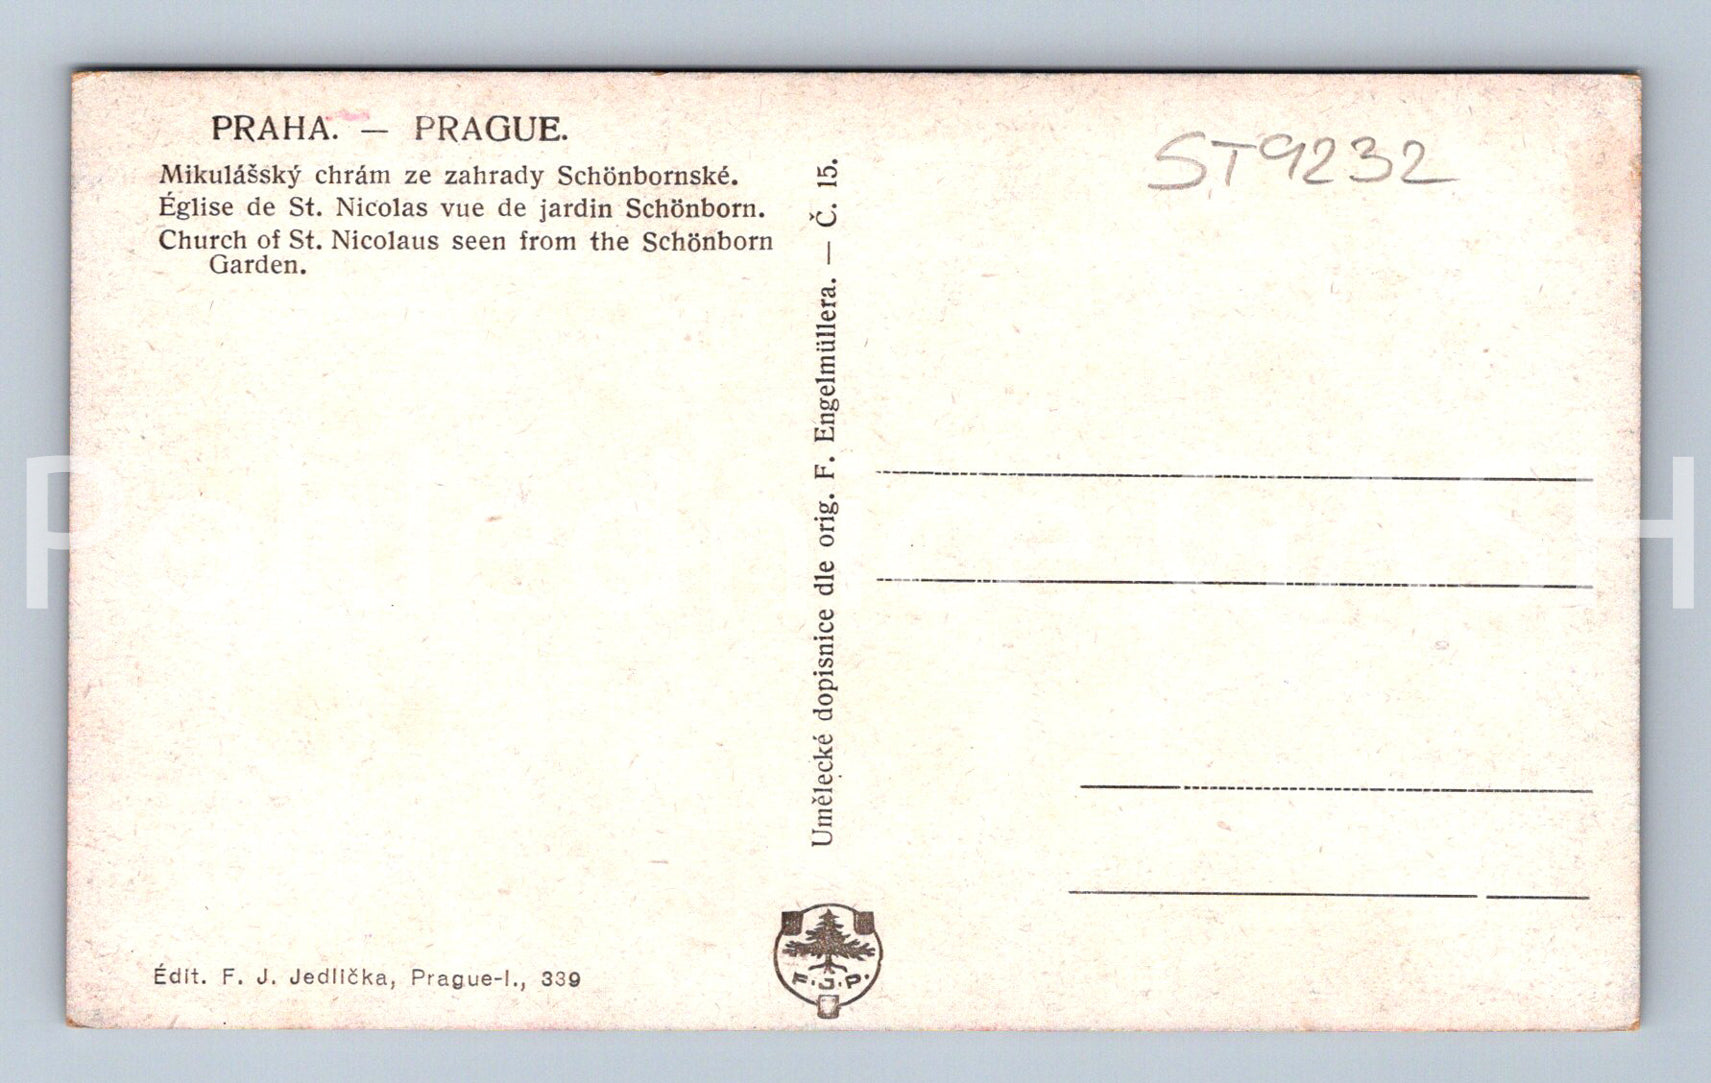 PRAHA. — PRAGUE.
Mikulášský chrám ze zahrady Schönbornské.
Église de St. Nicolas vue de jardin Schönborn.
Church of St. Nicolaus seen from the Schönborn
Garden.
Umělecké dopisnice dle orig. F. Engelmüllera. — Č. 15.
ST9232
Édit. F. J. Jedlička, Prague-I., 339
F.J.P.